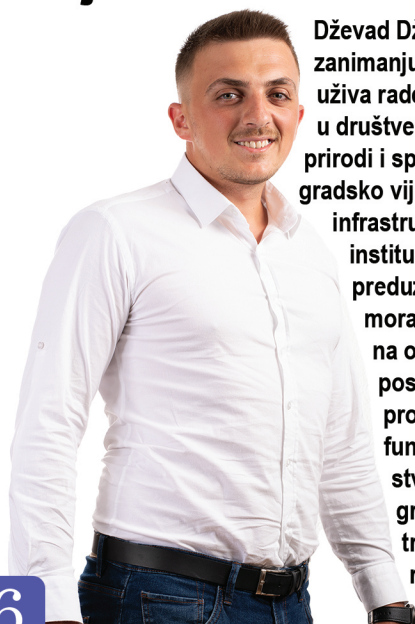 Dževad Dž
zanimanju
uživa rado
u društve
prirodi i sp
gradsko vij
infrastru
institu
preduz
mora
na o
pos
pro
fun
stv
gr
tr
6